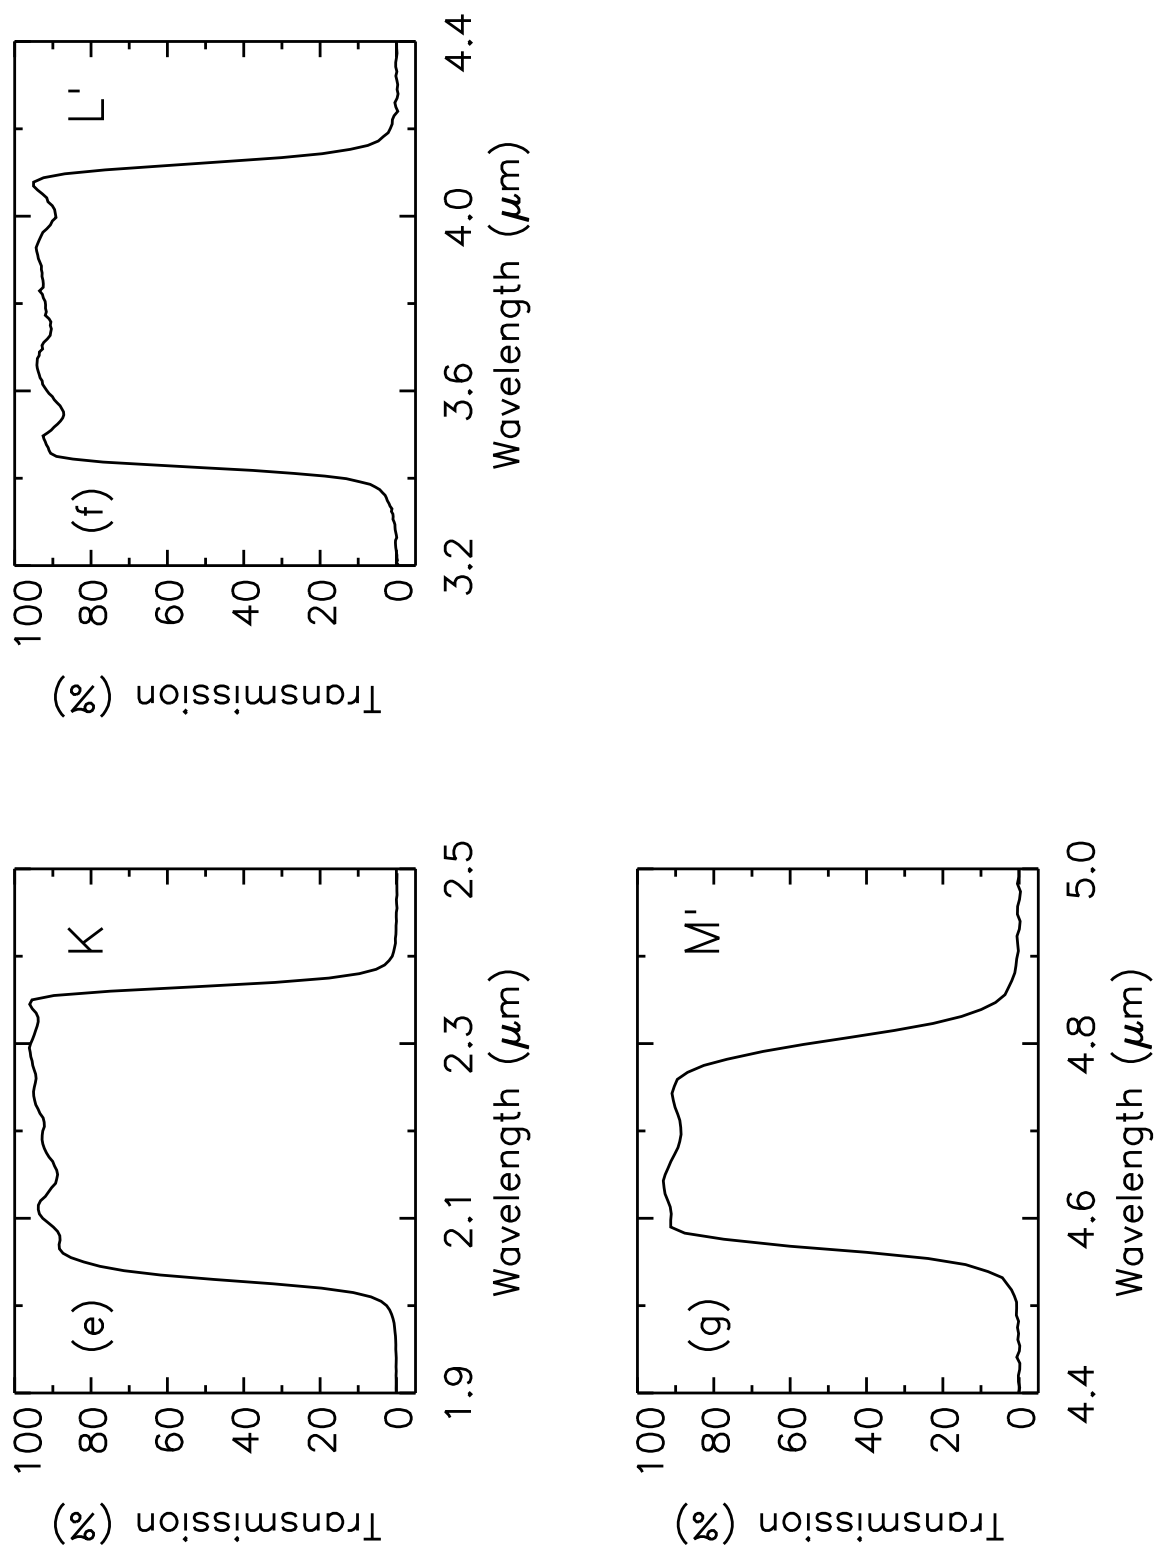 (e)
K
100
80
60
40
20
0
Transmission (%)
1.9
2.1
2.3
2.5
Wavelength (μm)
(f)
L'
100
80
60
40
20
0
Transmission (%)
3.2
3.6
4.0
4.4
Wavelength (μm)
(g)
M'
100
80
60
40
20
0
Transmission (%)
4.4
4.6
4.8
5.0
Wavelength (μm)